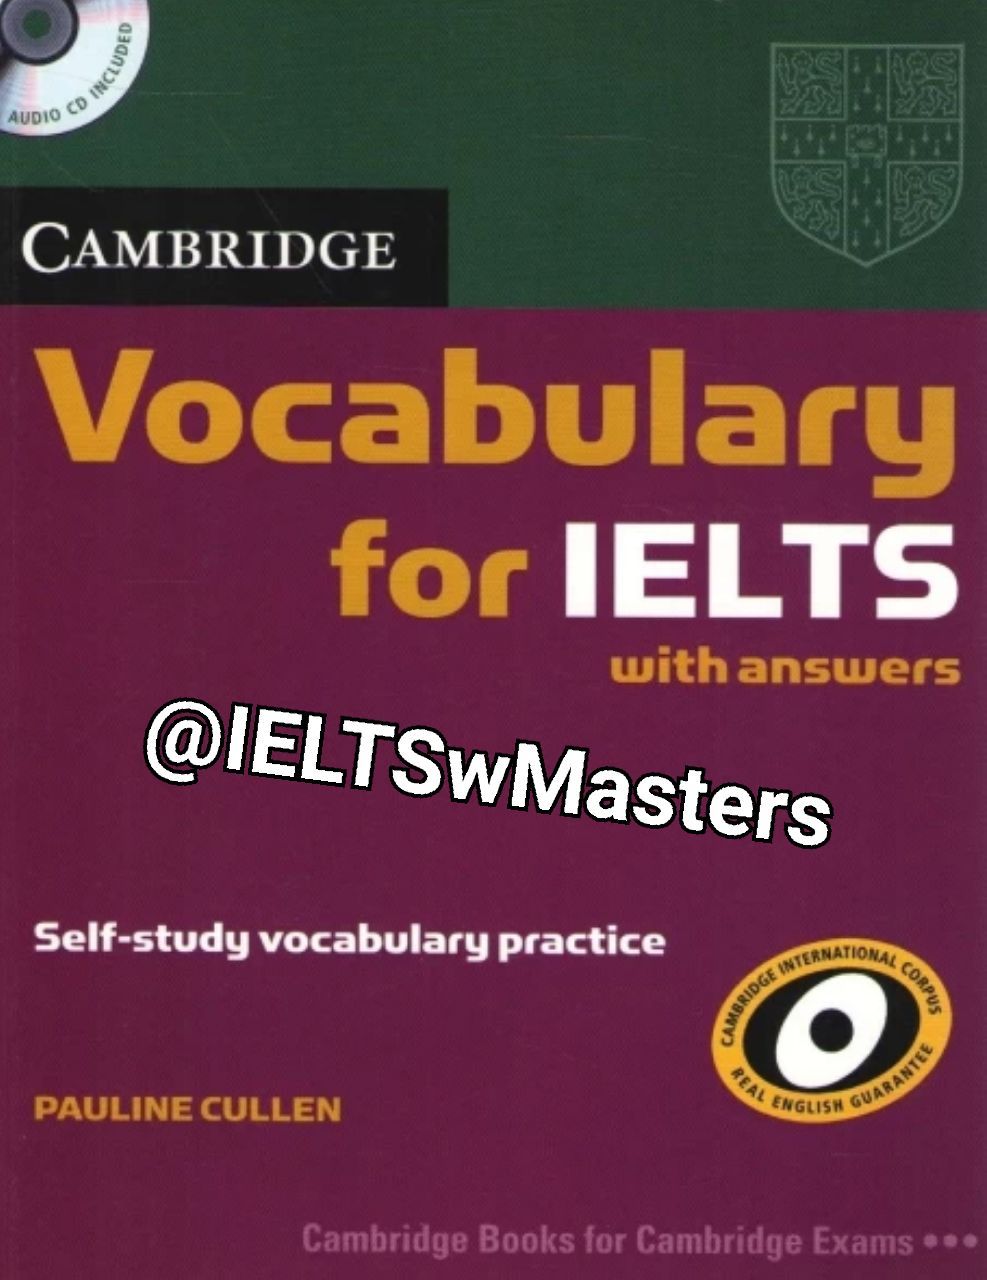 AUDIO CD INCLUDED
CAMBRIDGE
Vocabulary
for IELTS
with answers
@IELTSwMasters
Self-study vocabulary practice
CAMBRIDGE INTERNATIONAL CORPUS
REAL ENGLISH GUARANTEE
PAULINE CULLEN
Cambridge Books for Cambridge Exams •••